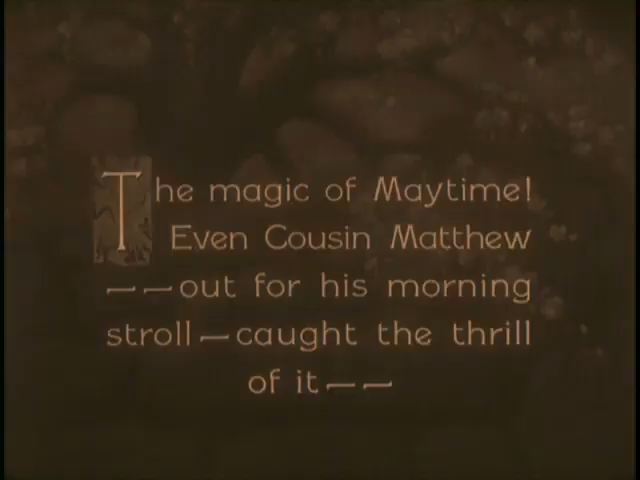 The magic of Maytime!
Even Cousin Matthew
——out for his morning
stroll—caught the thrill
of it——